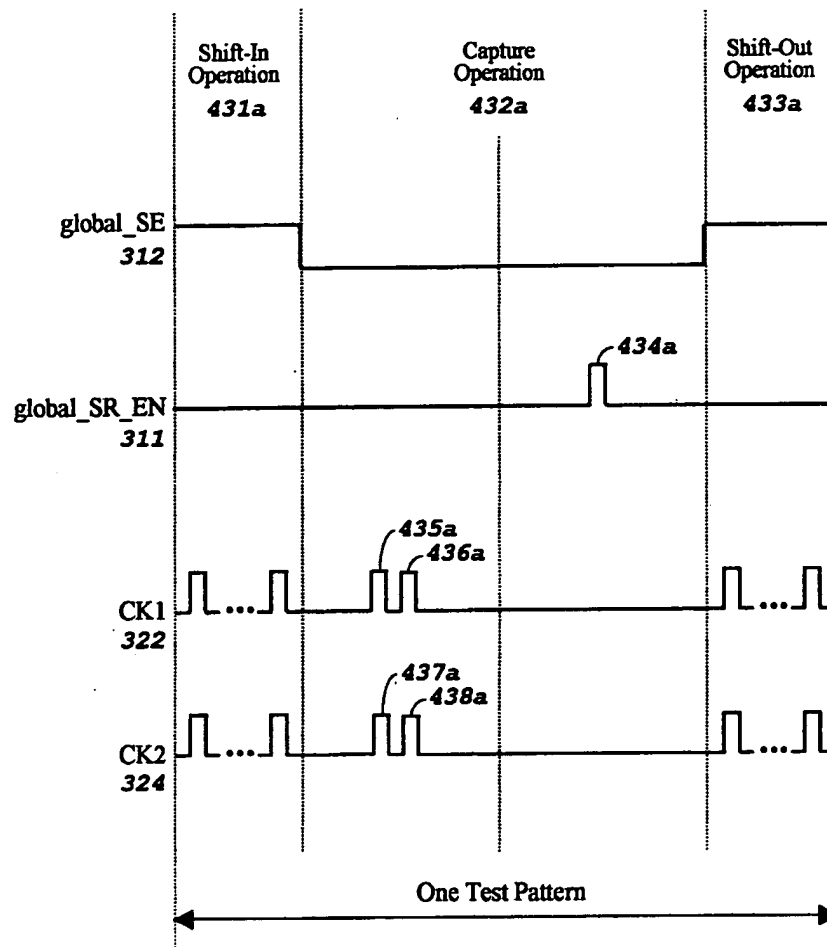 Shift-In
Operation
431a
Capture
Operation
432a
Shift-Out
Operation
433a
global_SE
312
434a
global_SR_EN
311
435a
436a
CK1
322
437a
438a
CK2
324
One Test Pattern